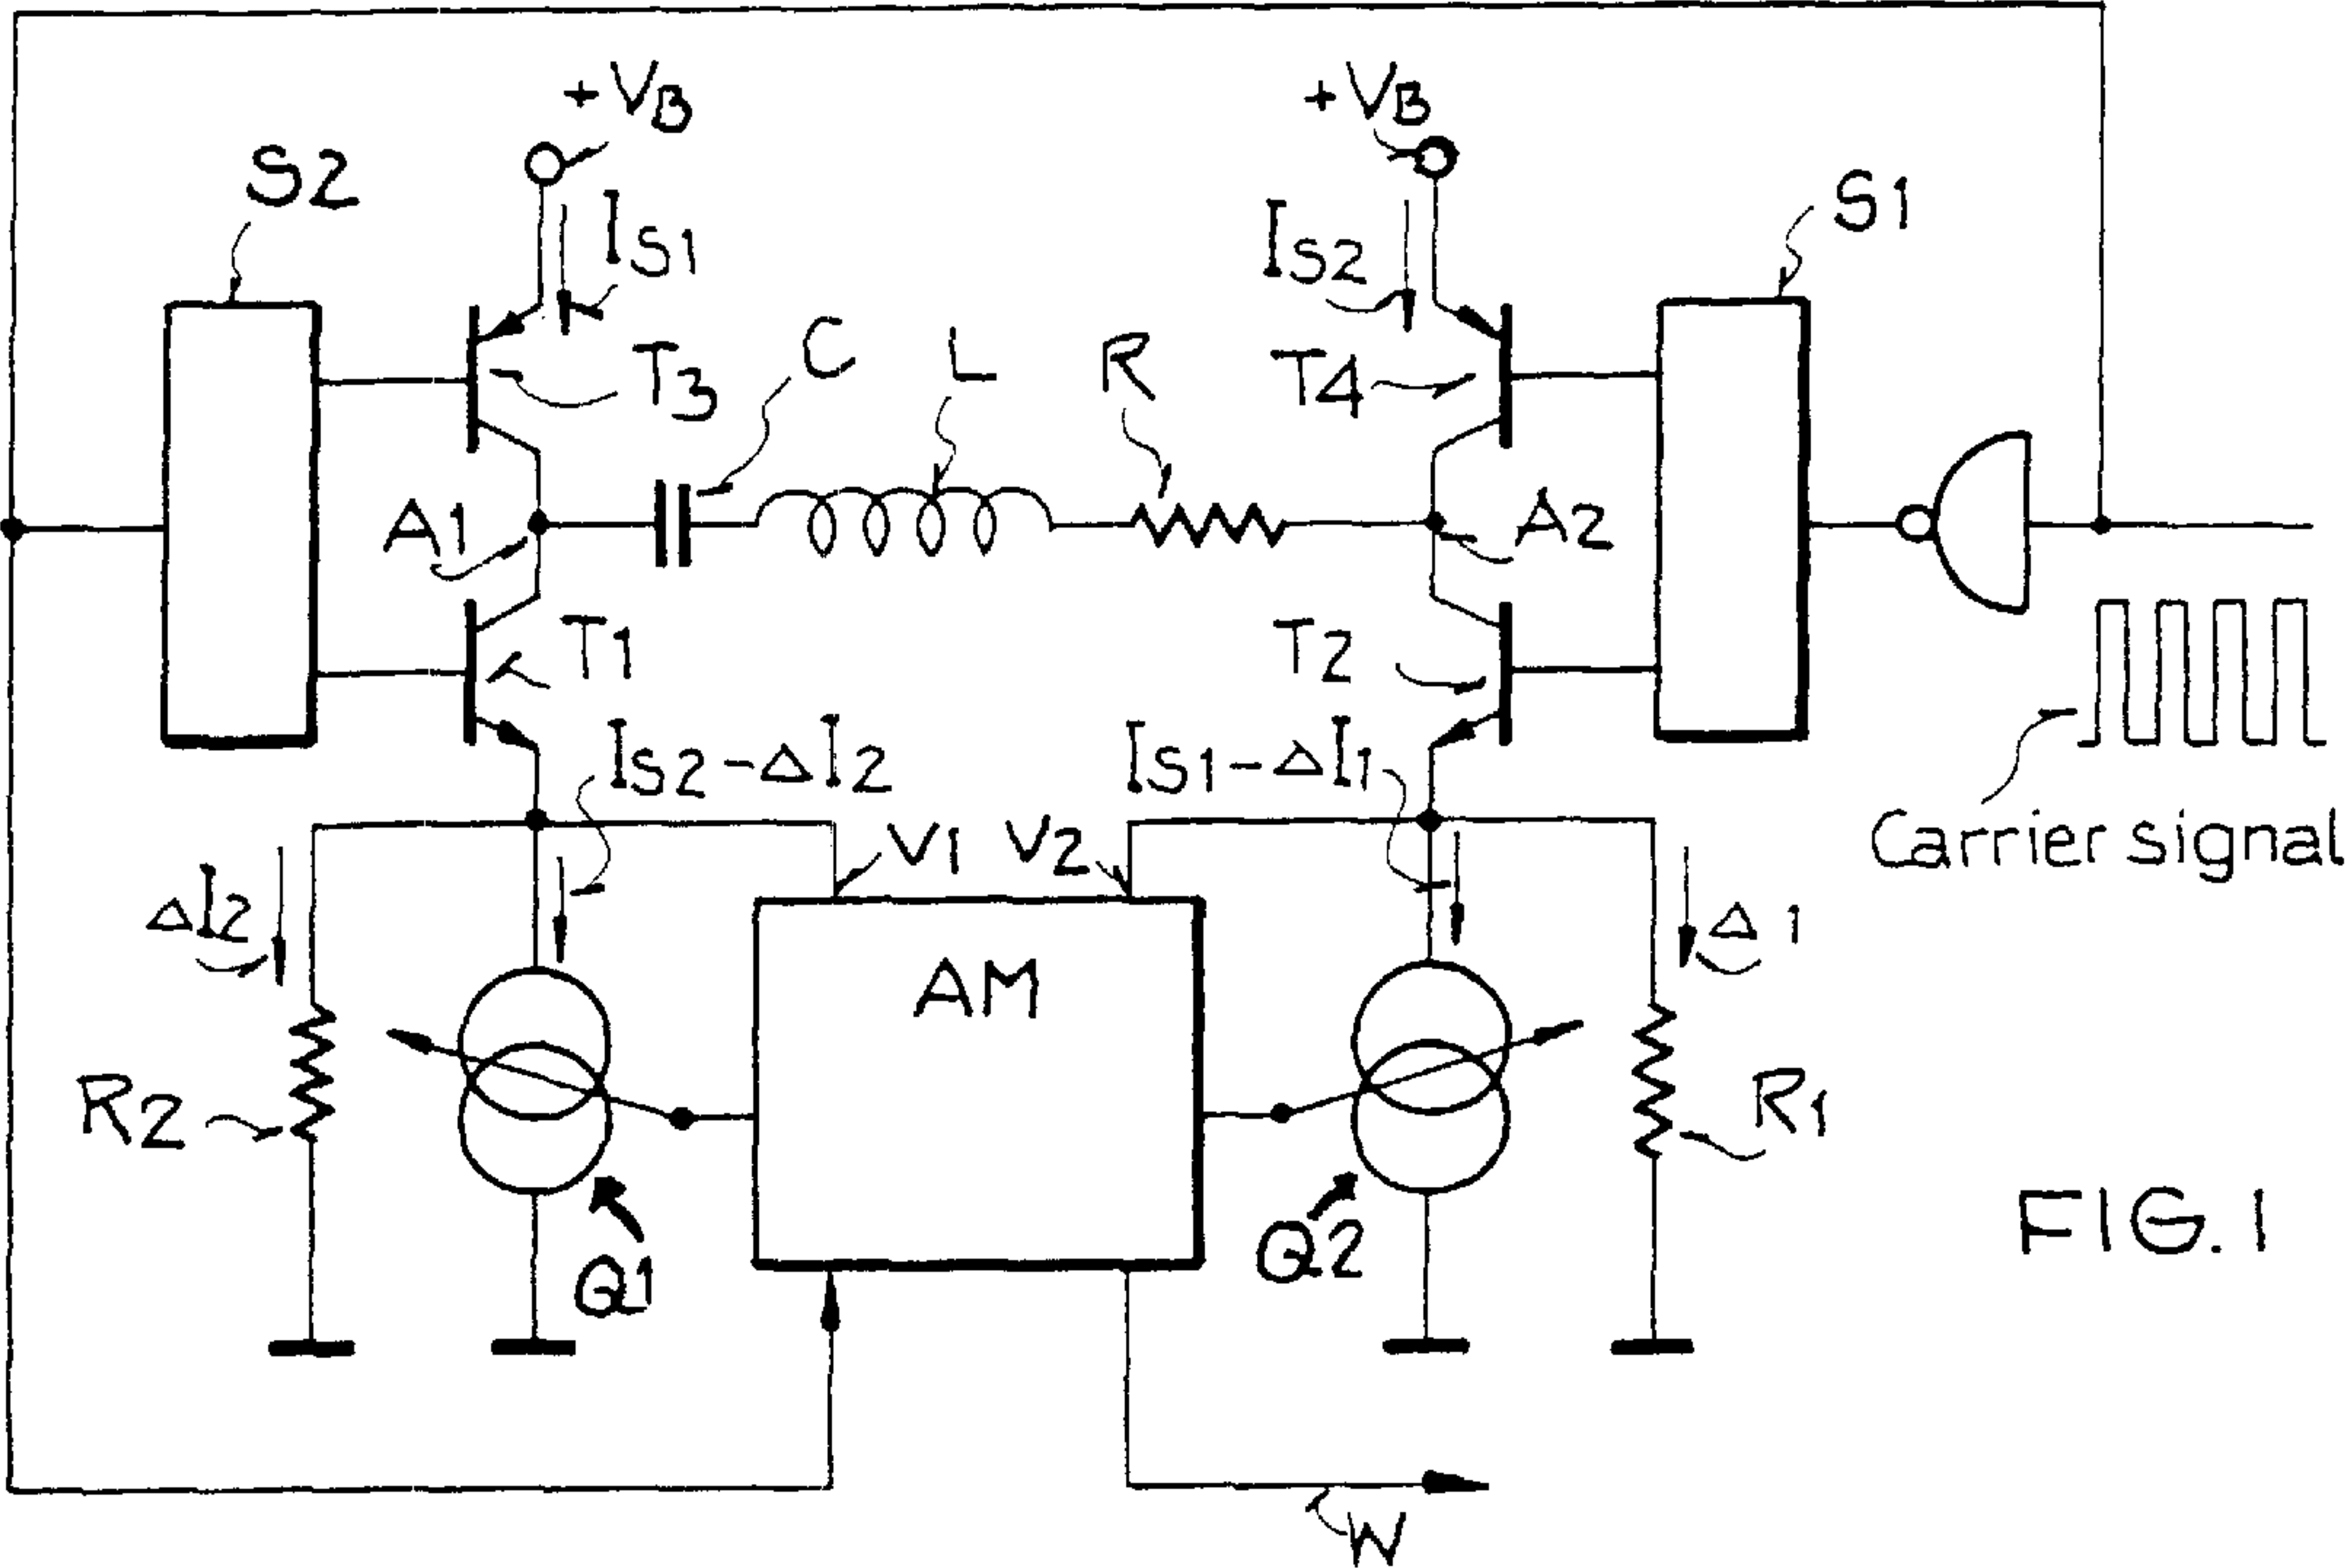 +VB
+VB
S2
IS1
IS2
S1
C
L
R
T3
T4
A1
A2
T1
T2
IS2-ΔI2
IS1-ΔI1
Carrier signal
V1
V2
ΔI2
Δ1
AM
R2
R1
Q1
Q2
FIG. 1
W